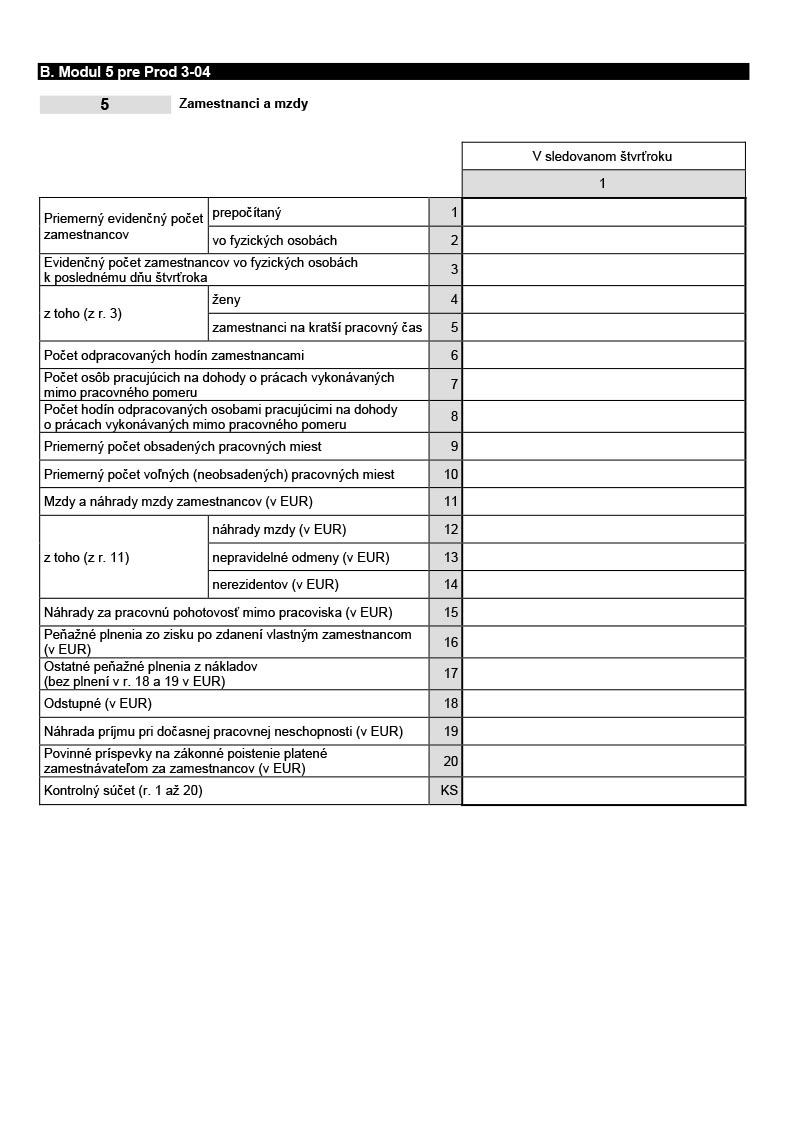 B. Modul 5 pre Prod 3-04
5 Zamestnanci a mzdy
V sledovanom štvrťroku
1
Priemerný evidenčný počet
zamestnancov
prepočítaný 1
vo fyzických osobách 2
Evidenčný počet zamestnancov vo fyzických osobách
k poslednému dňu štvrťroka 3
z toho (z r. 3)
ženy 4
zamestnanci na kratší pracovný čas 5
Počet odpracovaných hodín zamestnancami 6
Počet osôb pracujúcich na dohody o prácach vykonávaných
mimo pracovného pomeru 7
Počet hodín odpracovaných osobami pracujúcimi na dohody
o prácach vykonávaných mimo pracovného pomeru 8
Priemerný počet obsadených pracovných miest 9
Priemerný počet voľných (neobsadených) pracovných miest 10
Mzdy a náhrady mzdy zamestnancov (v EUR) 11
z toho (z r. 11)
náhrady mzdy (v EUR) 12
nepravidelné odmeny (v EUR) 13
nerezidentov (v EUR) 14
Náhrady za pracovnú pohotovosť mimo pracoviska (v EUR) 15
Peňažné plnenia zo zisku po zdanení vlastným zamestnancom
(v EUR) 16
Ostatné peňažné plnenia z nákladov
(bez plnení v r. 18 a 19 v EUR) 17
Odstupné (v EUR) 18
Náhrada príjmu pri dočasnej pracovnej neschopnosti (v EUR) 19
Povinné príspevky na zákonné poistenie platené
zamestnávateľom za zamestnancov (v EUR) 20
Kontrolný súčet (r. 1 až 20) KS